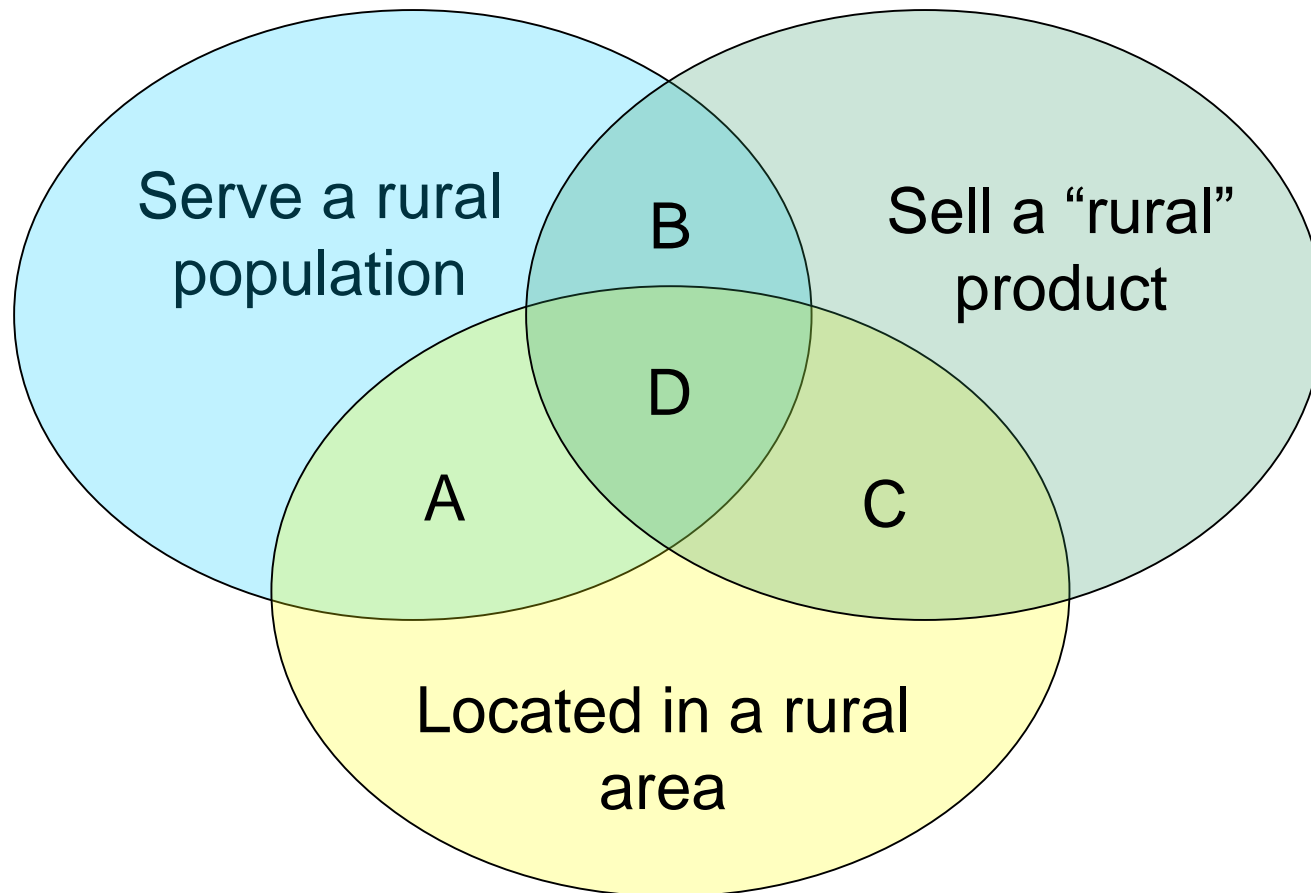 Serve a rural
population
B
Sell a “rural”
product
D
A
C
Located in a rural
area